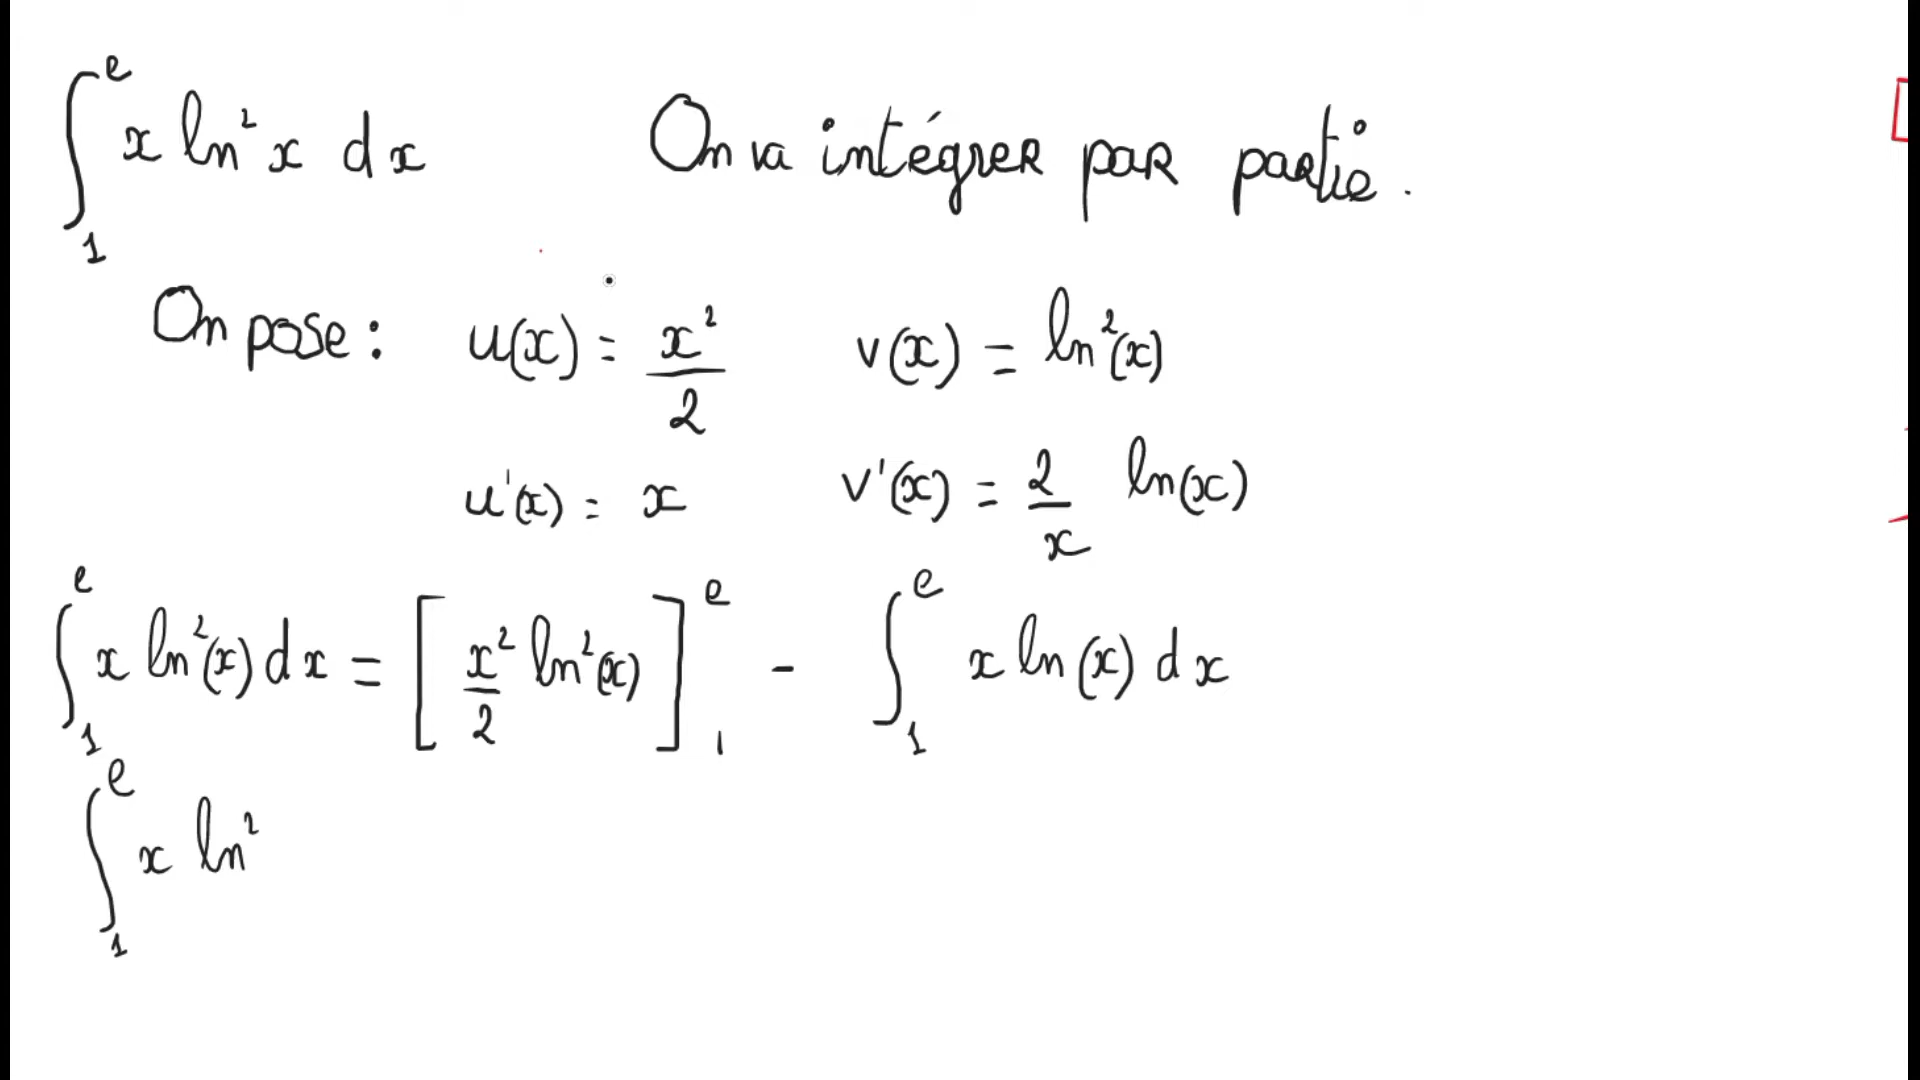 ∫₁ᵉ x ln² x dx On va intégrer par partie.
On pose : u(x) = x²/2 v(x) = ln²(x)
u'(x) = x v'(x) = 2/x ln(x)
∫₁ᵉ x ln²(x) dx = [x²/2 ln²(x)]₁ᵉ - ∫₁ᵉ x ln(x) dx
∫₁ᵉ x ln²